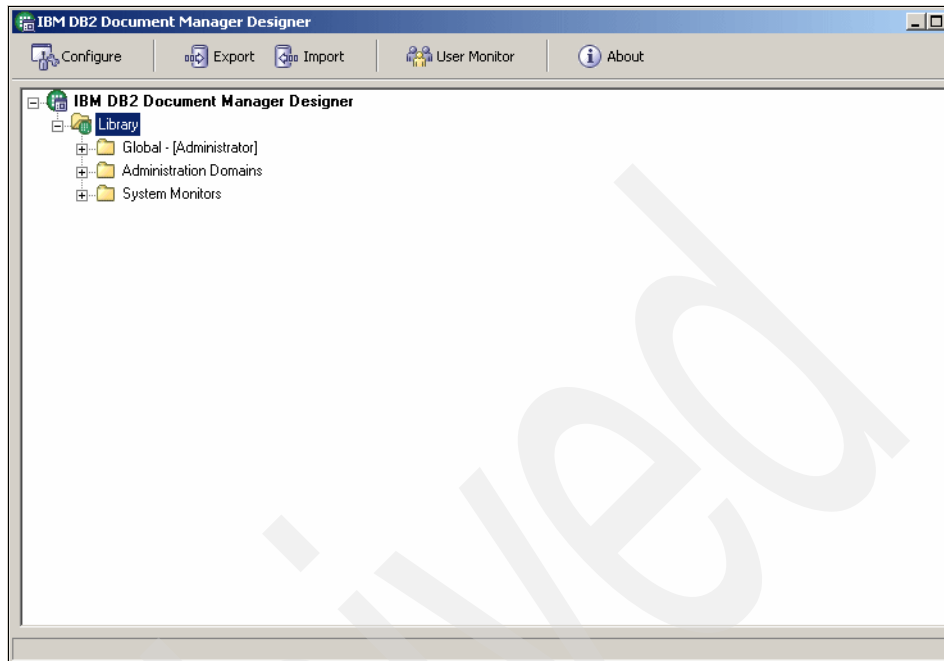 IBM DB2 Document Manager Designer
Configure Export Import User Monitor About
IBM DB2 Document Manager Designer
Library
Global - [Administrator]
Administration Domains
System Monitors
ived